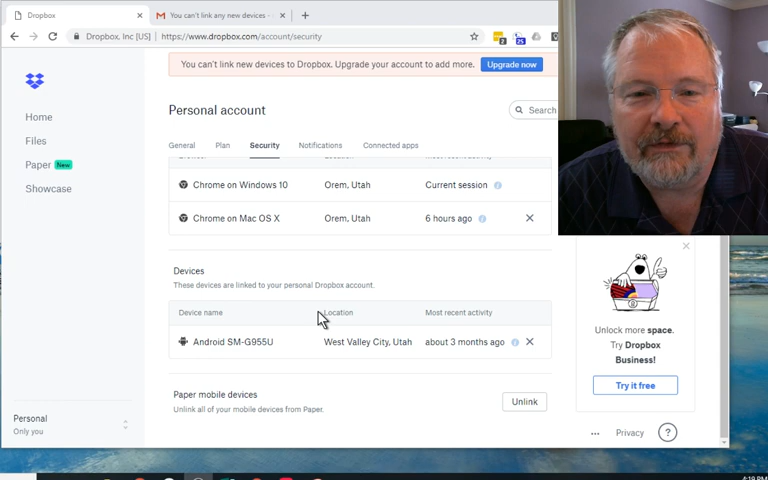 Dropbox
You can't link any new devices -
Dropbox, Inc [US] | https://www.dropbox.com/account/security
You can't link new devices to Dropbox. Upgrade your account to add more. Upgrade now
Personal account
Search
General Plan Security Notifications Connected apps
Home
Files
Paper New
Showcase
Location
Chrome on Windows 10 Orem, Utah Current session
Chrome on Mac OS X Orem, Utah 6 hours ago
Devices
These devices are linked to your personal Dropbox account.
Device name Location Most recent activity
Android SM-G955U West Valley City, Utah about 3 months ago
Paper mobile devices
Unlink all of your mobile devices from Paper.
Unlink
Unlock more space.
Try Dropbox
Business!
Try it free
Personal
Only you
... Privacy ?
4:19 PM